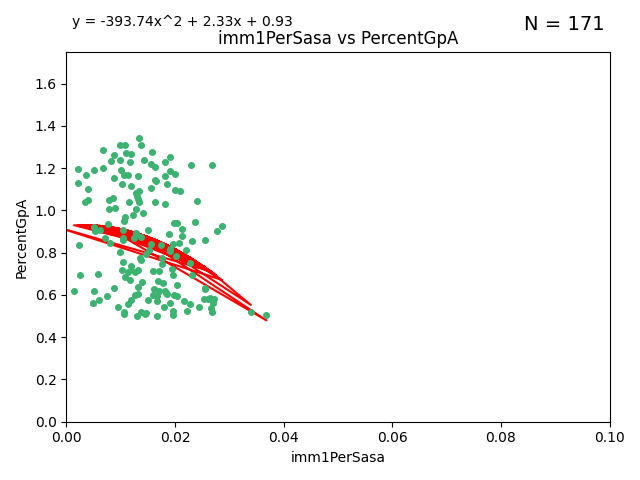 y = -393.74x^2 + 2.33x + 0.93
N = 171
imm1PerSasa vs PercentGpA
PercentGpA
1.6
1.4
1.2
1.0
0.8
0.6
0.4
0.2
0.0
0.00 0.02 0.04 0.06 0.08 0.10
imm1PerSasa